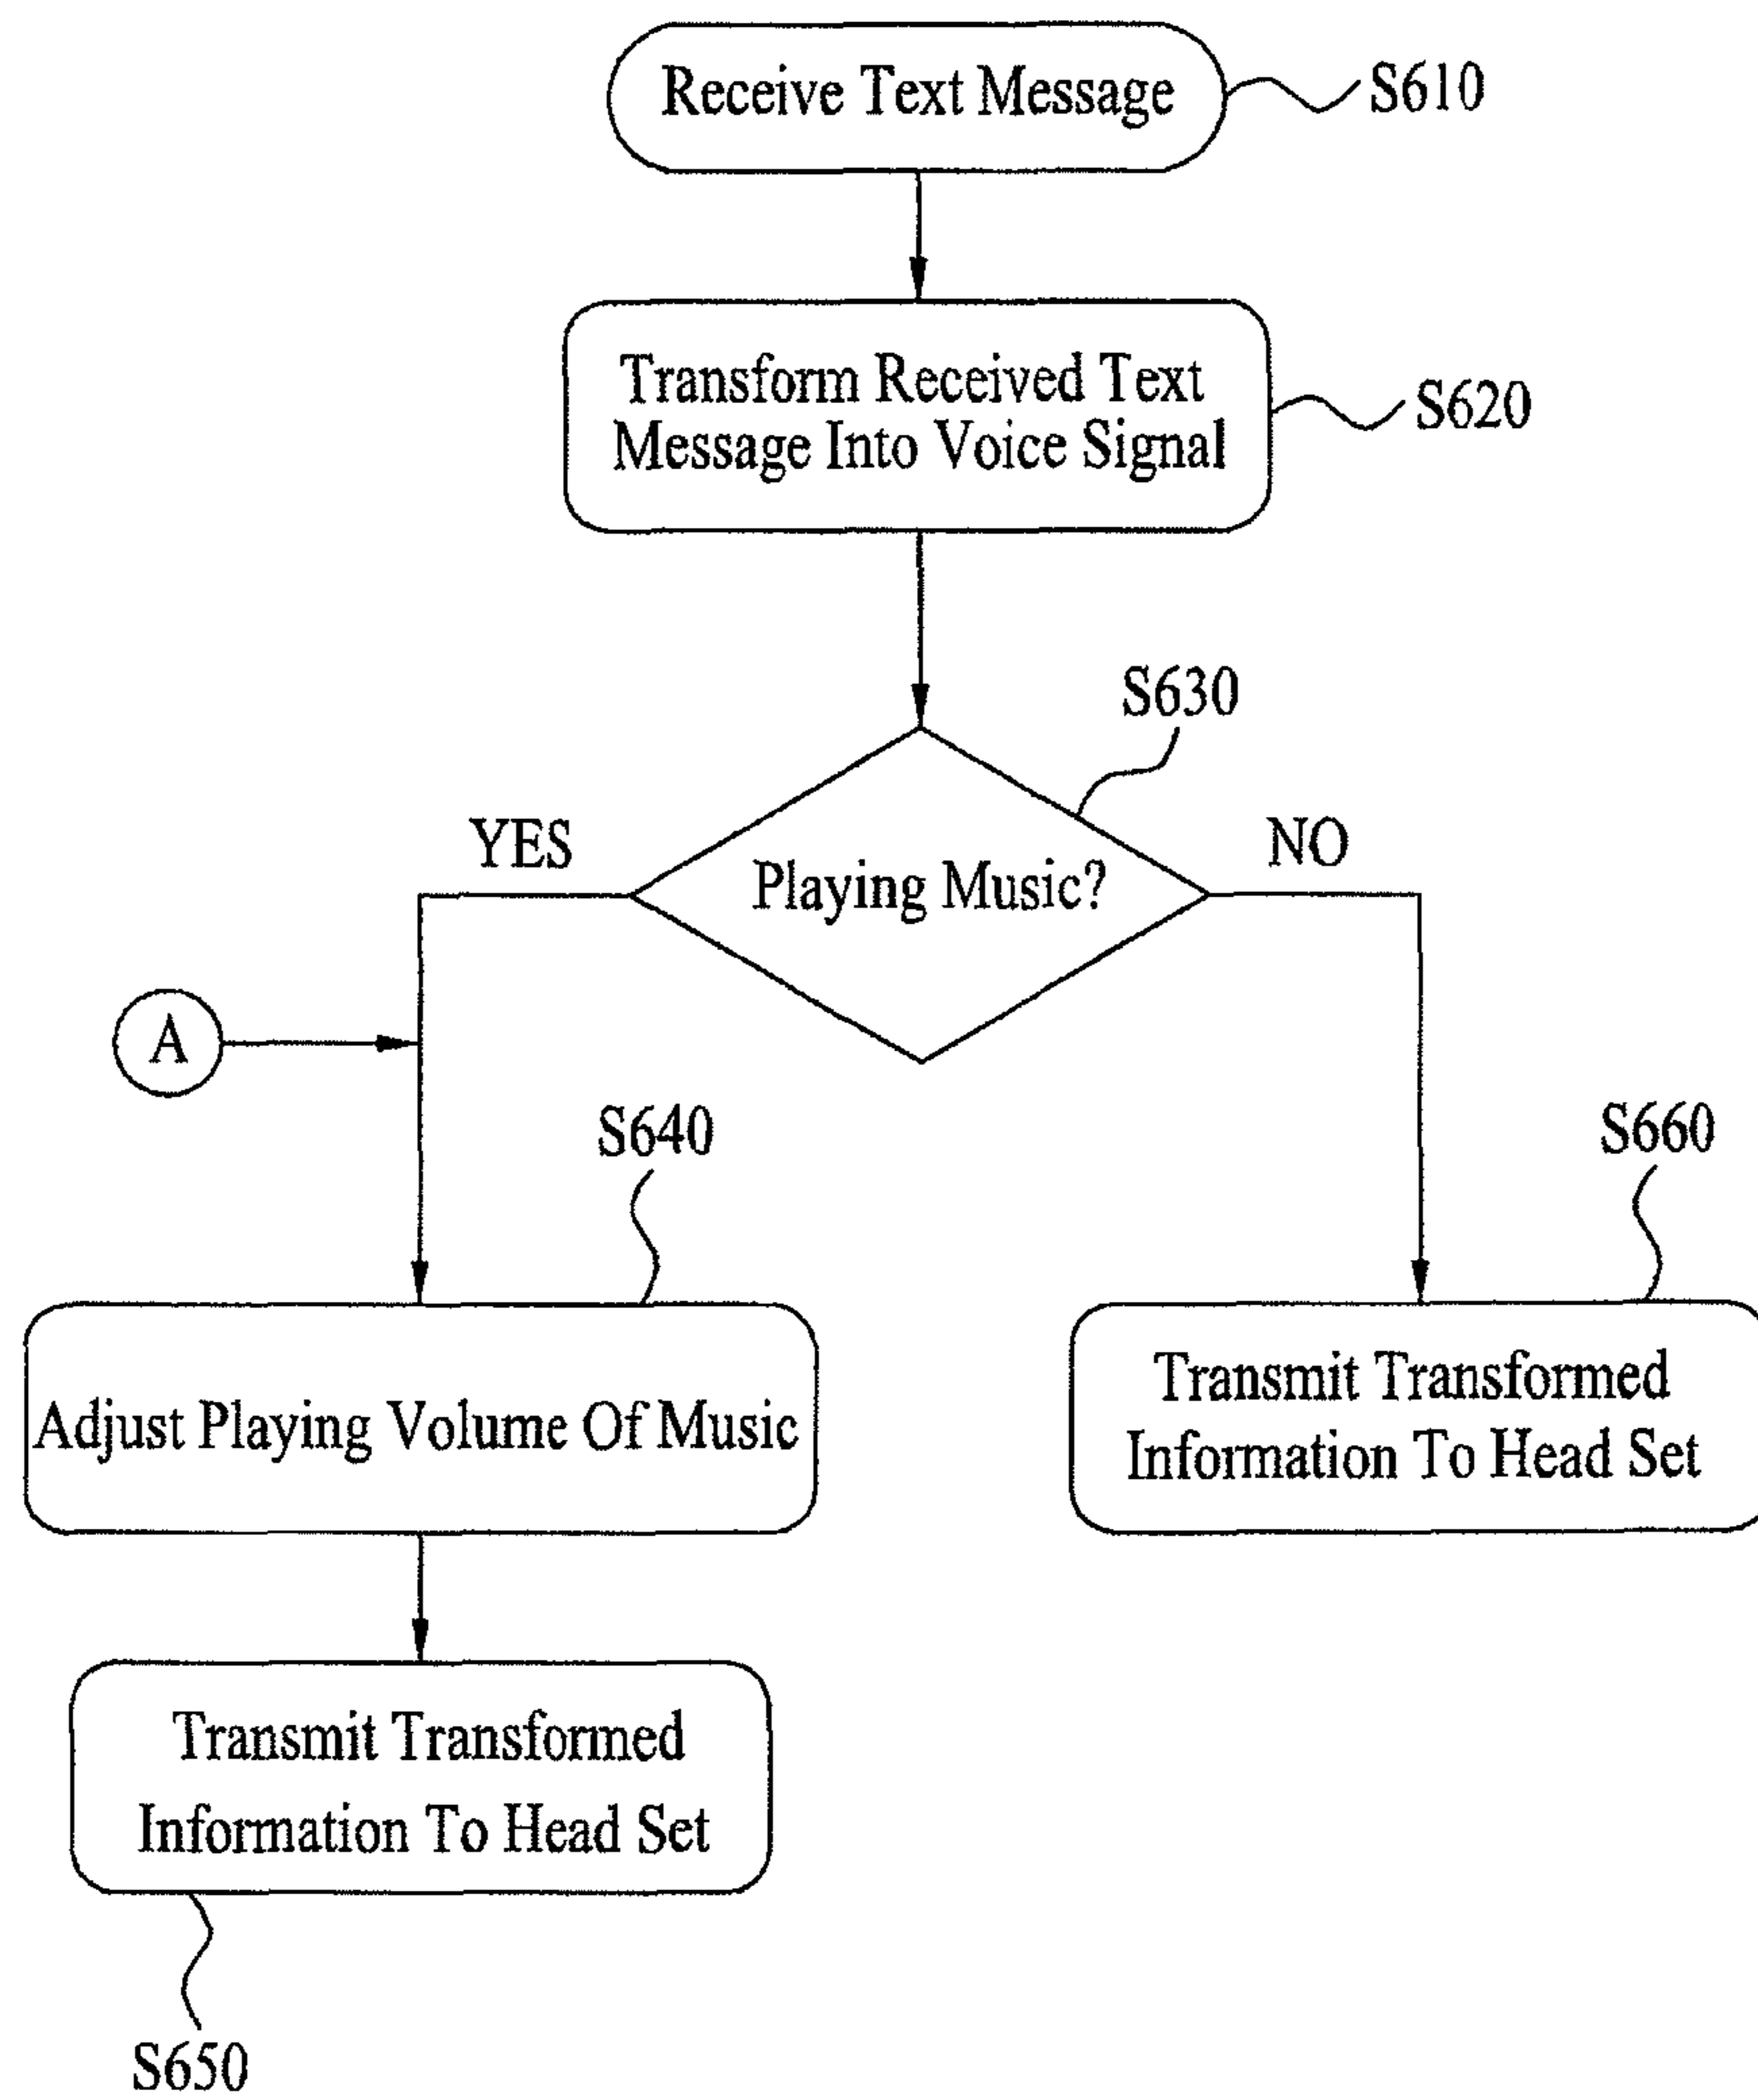 Receive Text Message
S610
Transform Received Text
Message Into Voice Signal
S620
S630
YES
Playing Music?
NO
A
S640
S660
Adjust Playing Volume Of Music
Transmit Transformed
Information To Head Set
Transmit Transformed
Information To Head Set
S650